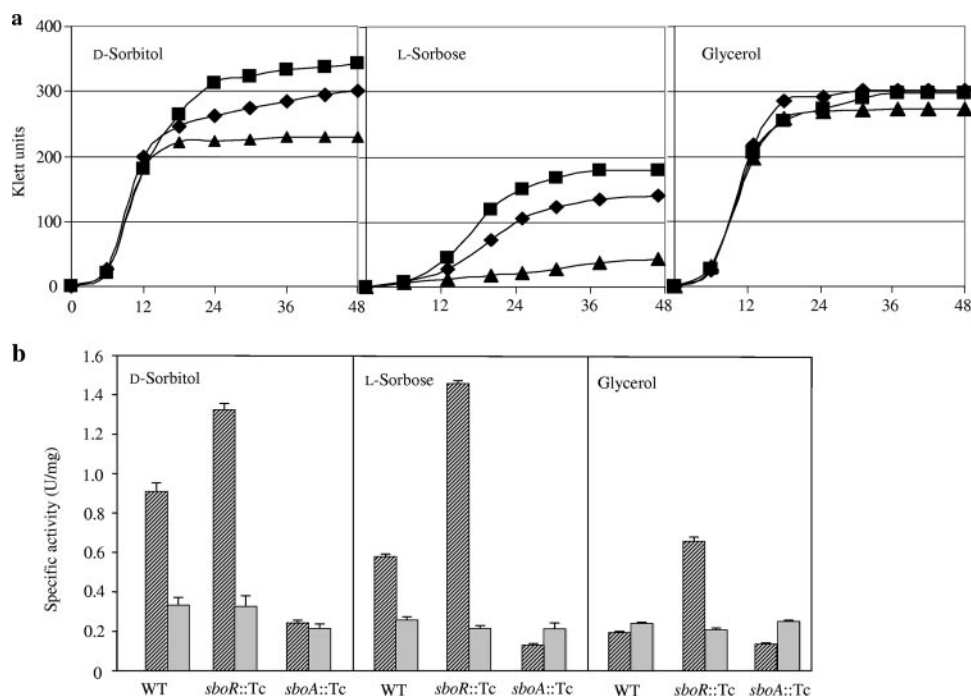 a
400
300
200
100
0
Klett units
D-Sorbitol
L-Sorbose
Glycerol
0 12 24 36 48 12 24 36 48 12 24 36 48
b
1.6
1.4
1.2
1.0
0.8
0.6
0.4
0.2
0
Specific activity (U/mg)
D-Sorbitol
L-Sorbose
Glycerol
WT sboR::Tc sboA::Tc WT sboR::Tc sboA::Tc WT sboR::Tc sboA::Tc